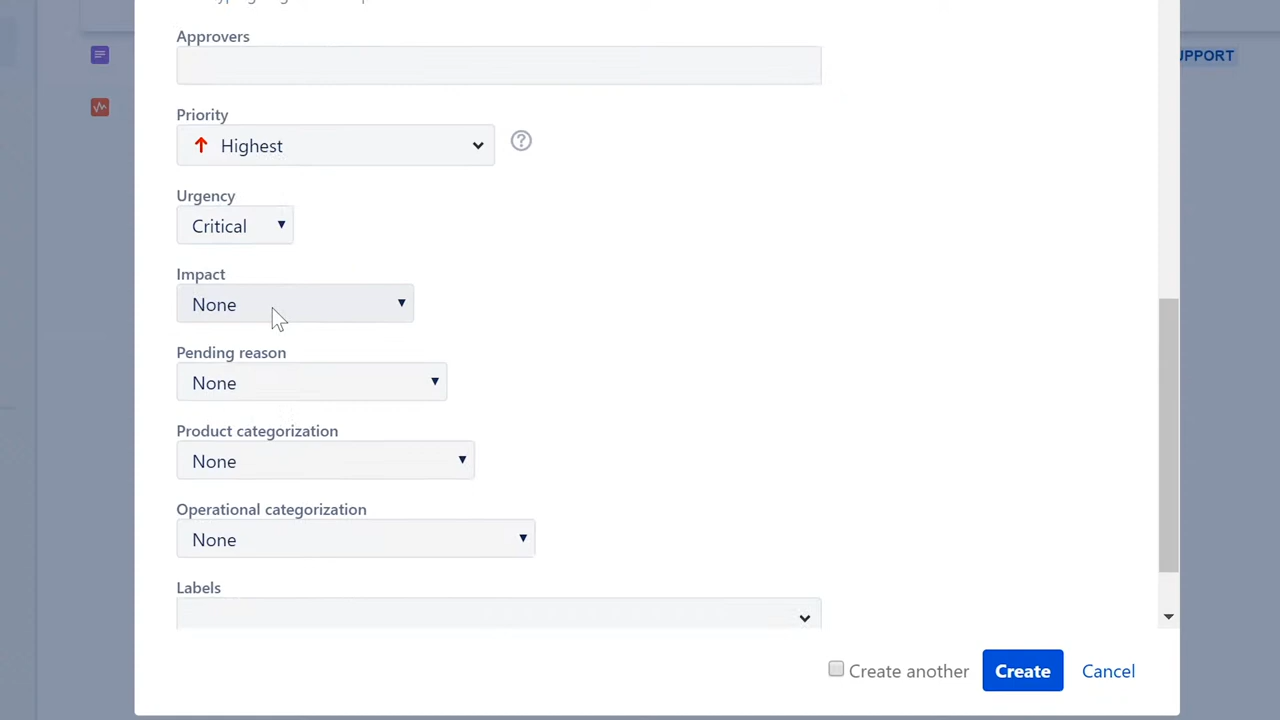 Approvers
UPPORT
Priority
Highest
Urgency
Critical
Impact
None
Pending reason
None
Product categorization
None
Operational categorization
None
Labels
Create another
Create
Cancel